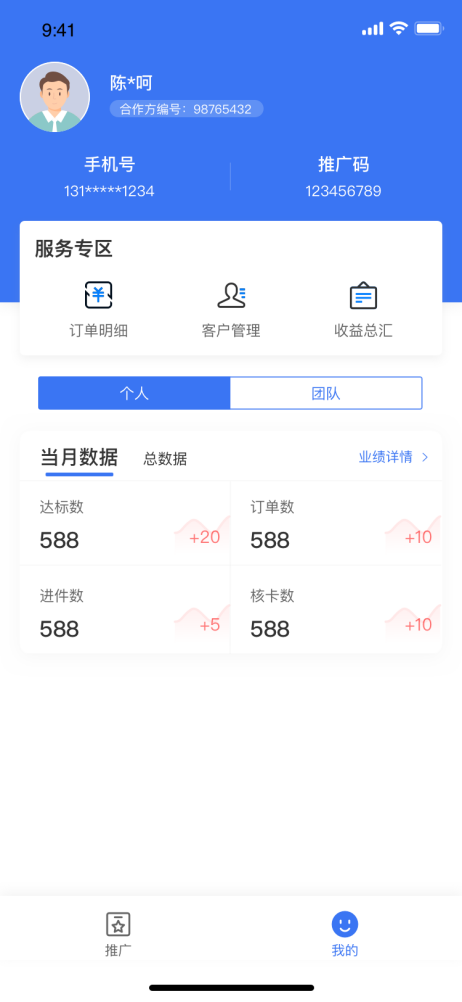 9:41
陈*呵
合作方编号：98765432
手机号 推广码
131*****1234 123456789
服务专区
订单明细 客户管理 收益总汇
个人 团队
当月数据 总数据 业绩详情
达标数 订单数
588 +20 588 +10
进件数 核卡数
588 +5 588 +10
推广 我的